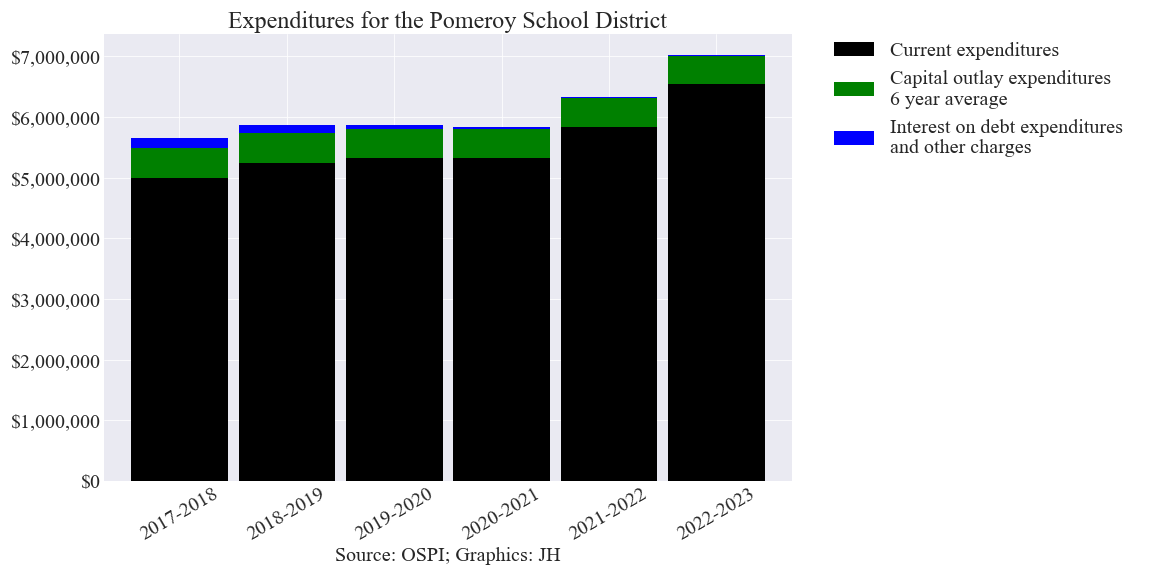 Expenditures for the Pomeroy School District
$7,000,000
$6,000,000
$5,000,000
$4,000,000
$3,000,000
$2,000,000
$1,000,000
$0
2017-2018
2018-2019
2019-2020
2020-2021
2021-2022
2022-2023
Source: OSPI; Graphics: JH
Current expenditures
Capital outlay expenditures
6 year average
Interest on debt expenditures
and other charges